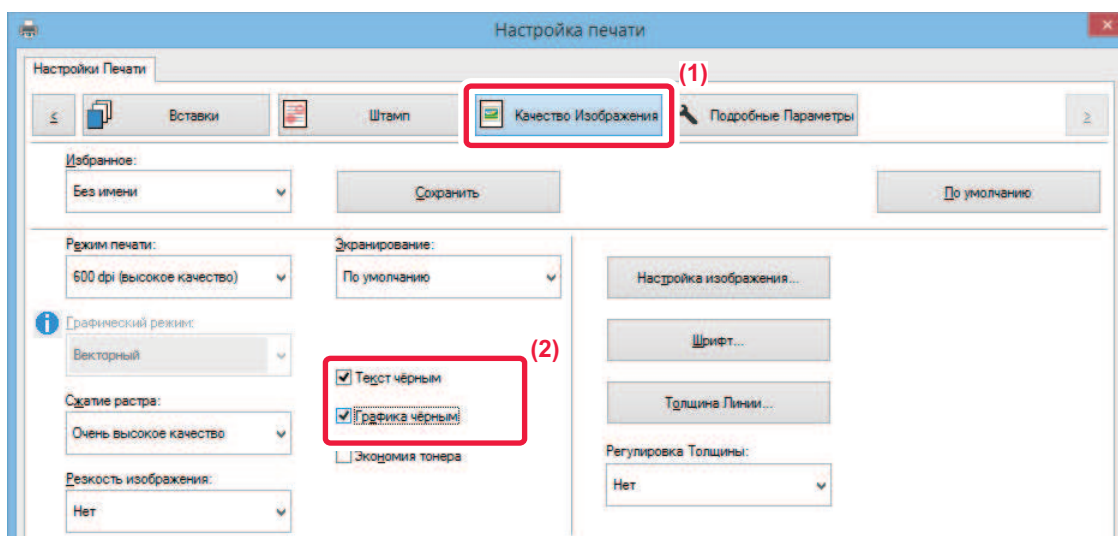 Настройка печати
Настройки Печати
(1)
< Вставки Штамп Качество Изображения Подробные Параметры >
Избранное:
Без имени Сохранить По умолчанию
Режим печати: Экранирование:
600 dpi (высокое качество) По умолчанию Настройка изображения...
Графический режим: Шрифт...
Векторный (2)
Текст чёрным
Сжатие растра: Графика чёрным Толщина Линии...
Очень высокое качество
Экономия тонера Регулировка Толщины:
Резкость изображения: Нет
Нет